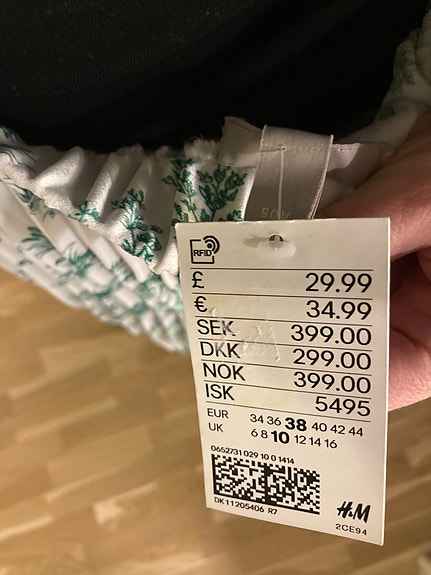 RFID
£ 29.99
€ 34.99
SEK 399.00
DKK 299.00
NOK 399.00
ISK 5495
EUR 34 36 38 40 42 44
UK 6 8 10 12 14 16
0652731 029 10 0 1414
DK11205406 R7
H&M
2CE94